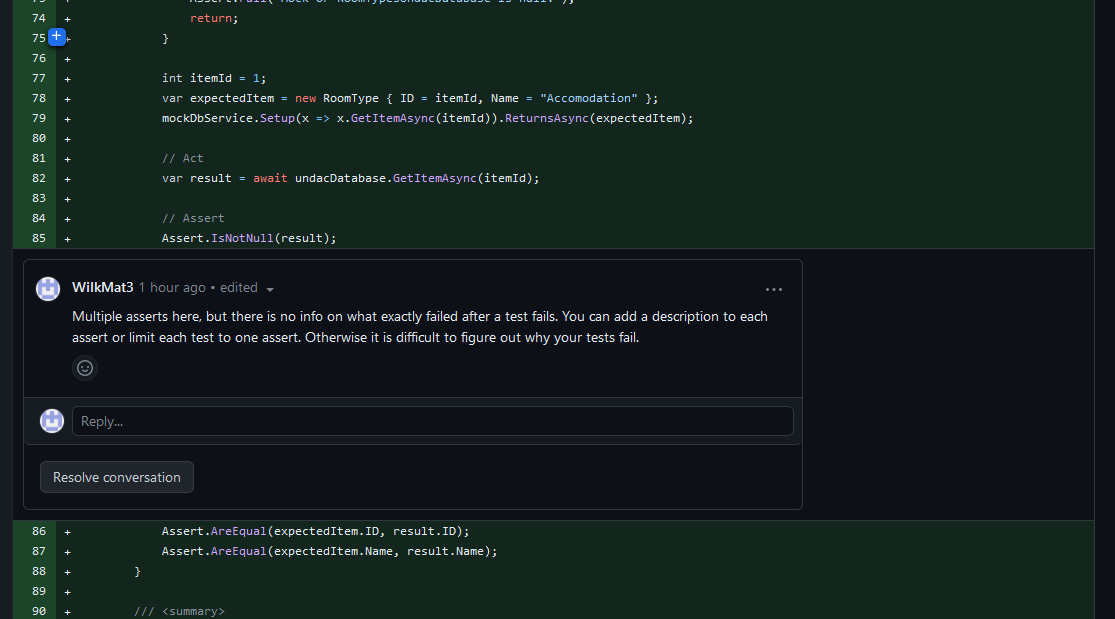 74 + return;
75 + }
76 +
77 + int itemId = 1;
78 + var expectedItem = new RoomType { ID = itemId, Name = "Accomodation" };
79 + mockDbService.Setup(x => x.GetItemAsync(itemId)).ReturnsAsync(expectedItem);
80 +
81 + // Act
82 + var result = await undacDatabase.GetItemAsync(itemId);
83 +
84 + // Assert
85 + Assert.IsNotNull(result);
WilkMat3 1 hour ago • edited
Multiple asserts here, but there is no info on what exactly failed after a test fails. You can add a description to each
assert or limit each test to one assert. Otherwise it is difficult to figure out why your tests fail.
Reply...
Resolve conversation
86 + Assert.AreEqual(expectedItem.ID, result.ID);
87 + Assert.AreEqual(expectedItem.Name, result.Name);
88 + }
89 +
90 + /// <summary>